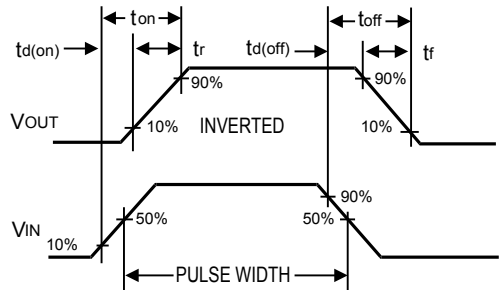 ton toff
td(on) tr td(off) tf
90% 90%
VOUT 10% INVERTED 10%
90%
50% 50%
VIN
10%
PULSE WIDTH